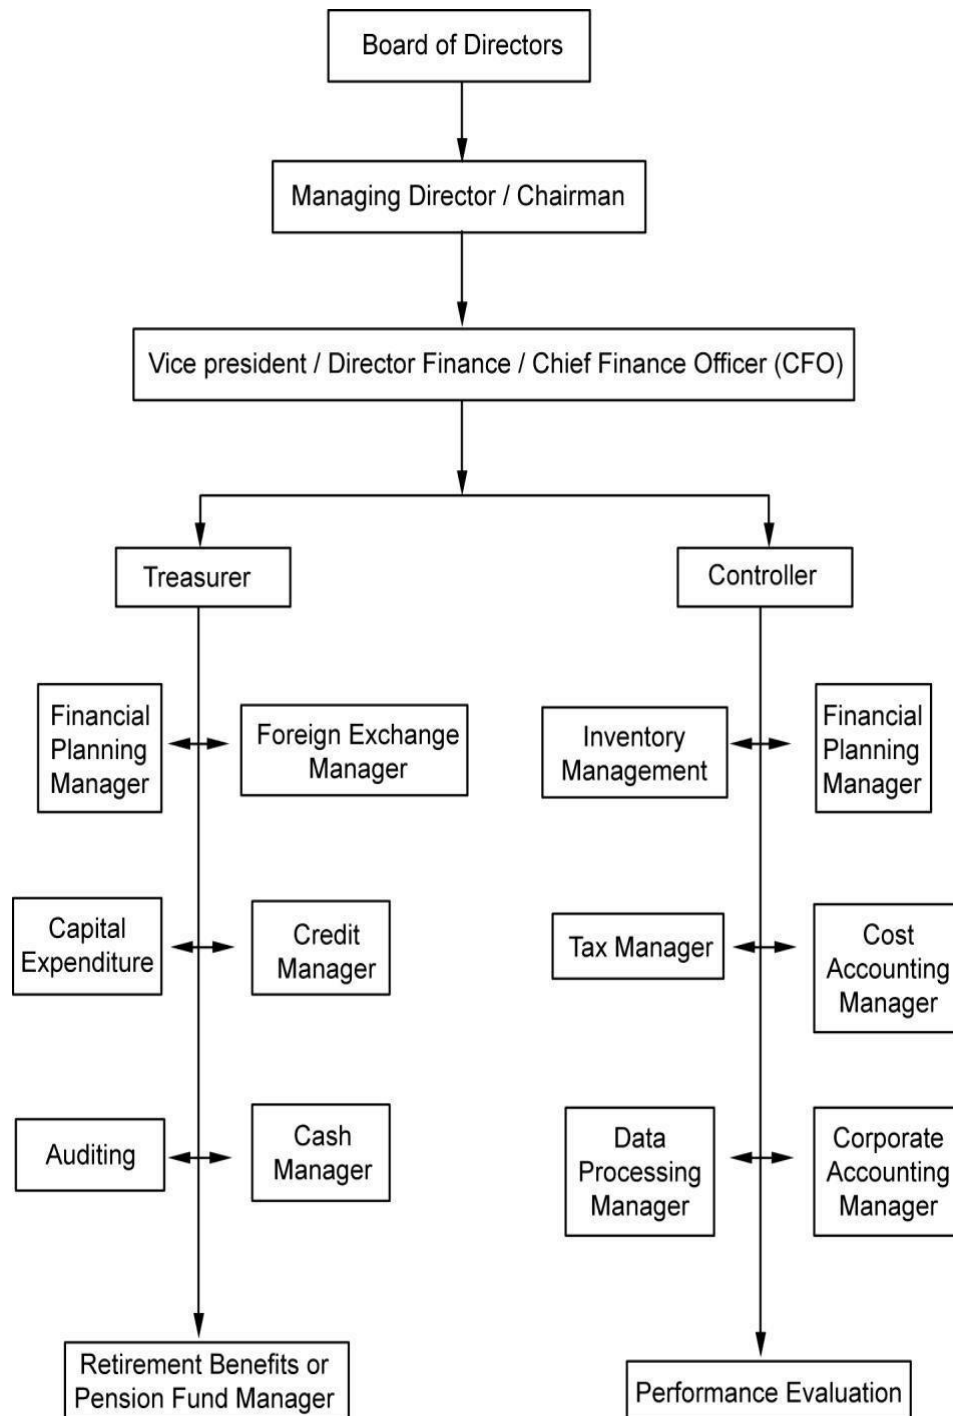 Board of Directors
Managing Director / Chairman
Vice president / Director Finance / Chief Finance Officer (CFO)
Treasurer
Controller
Financial
Planning
Manager
Foreign Exchange
Manager
Inventory
Management
Financial
Planning
Manager
Capital
Expenditure
Credit
Manager
Tax Manager
Cost
Accounting
Manager
Auditing
Cash
Manager
Data
Processing
Manager
Corporate
Accounting
Manager
Retirement Benefits or
Pension Fund Manager
Performance Evaluation